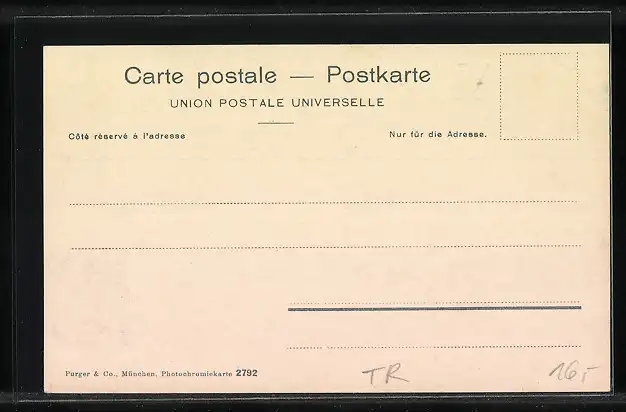 Carte postale — Postkarte
UNION POSTALE UNIVERSELLE
Côté réservé à l'adresse
Nur für die Adresse.
Purger & Co., München, Photochromiekarte 2792
TR
16,-